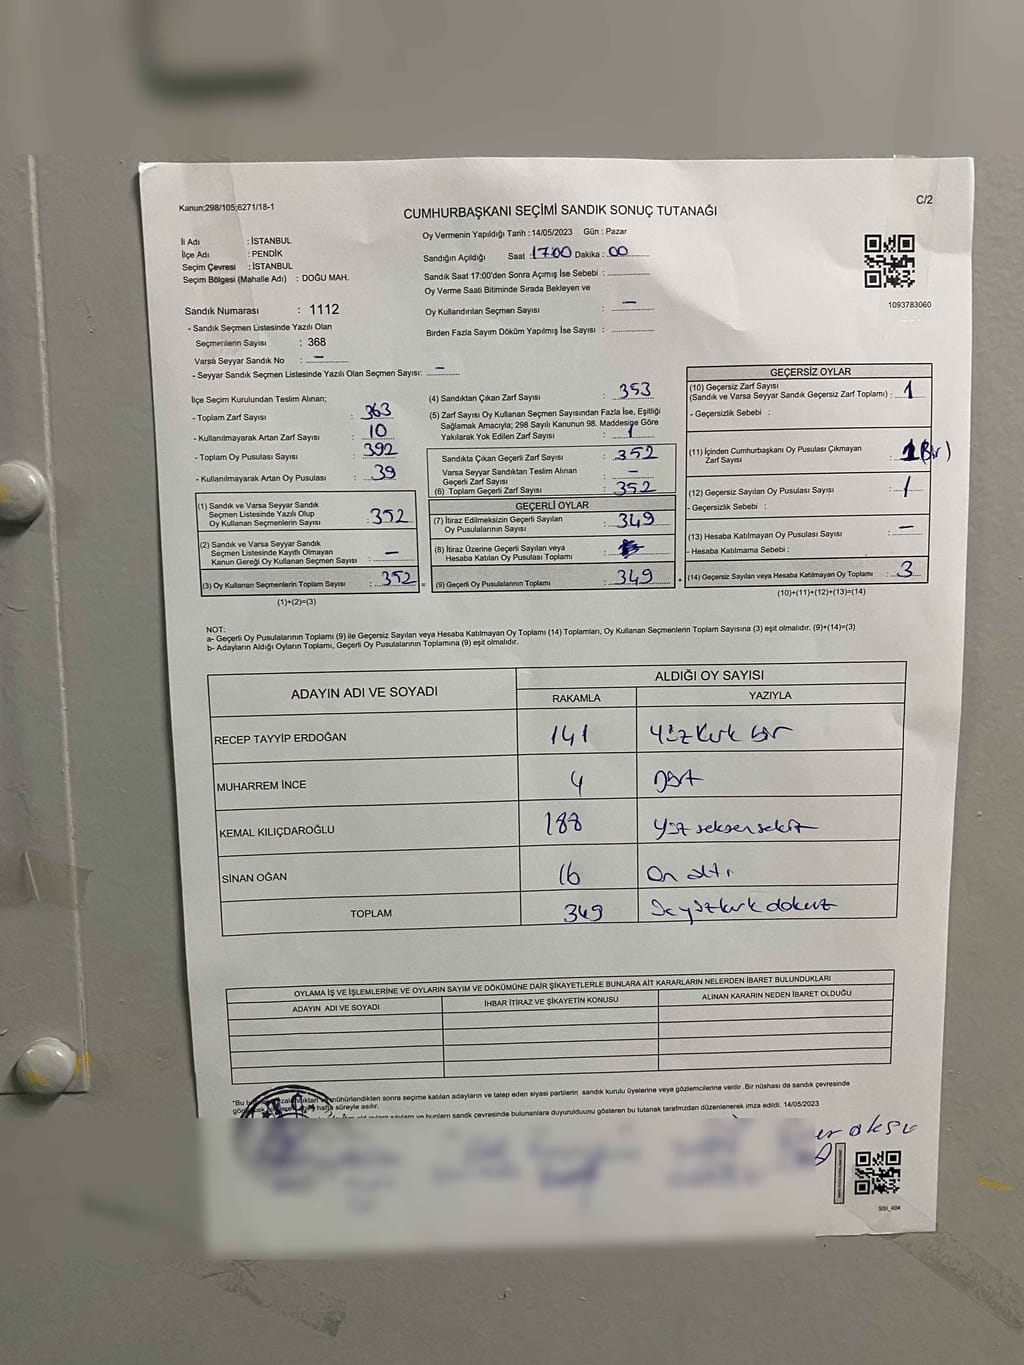 Kanun;298/105;6271/18-1
C/2
CUMHURBAŞKANI SEÇİMİ SANDIK SONUÇ TUTANAĞI
İl Adı : İSTANBUL
İlçe Adı : PENDİK
Seçim Çevresi : İSTANBUL
Seçim Bölgesi (Mahalle Adı) : DOĞU MAH.
Oy Vermenin Yapıldığı Tarih : 14/05/2023 Gün : Pazar
Sandığın Açıldığı Saat : 17:00 Dakika : 00
Sandık Saat 17:00'den Sonra Açımış İse Sebebi :
Oy Verme Saati Bitiminde Sırada Bekleyen ve
Oy Kullandırılan Seçmen Sayısı : —
Birden Fazla Sayım Döküm Yapılmış İse Sayısı :
1093783060
Sandık Numarası : 1112
- Sandık Seçmen Listesinde Yazılı Olan
Seçmenlerin Sayısı : 368
Varsa Seyyar Sandık No : —
- Seyyar Sandık Seçmen Listesinde Yazılı Olan Seçmen Sayısı: —
İlçe Seçim Kurulundan Teslim Alınan;
- Toplam Zarf Sayısı : 363
- Kullanılmayarak Artan Zarf Sayısı : 10
- Toplam Oy Pusulası Sayısı : 392
- Kullanılmayarak Artan Oy Pusulası : 39
(1) Sandık ve Varsa Seyyar Sandık
Seçmen Listesinde Yazılı Olup
Oy Kullanan Seçmenlerin Sayısı : 352
(2) Sandık ve Varsa Seyyar Sandık
Seçmen Listesinde Kayıtlı Olmayan
Kanun Gereği Oy Kullanan Seçmen Sayısı : —
(3) Oy Kullanan Seçmenlerin Toplam Sayısı : 352 =
(1)+(2)=(3)
(4) Sandıktan Çıkan Zarf Sayısı : 353
(5) Zarf Sayısı Oy Kullanan Seçmen Sayısından Fazla İse, Eşitliği
Sağlamak Amacıyla; 298 Sayılı Kanunun 98. Maddesige Göre
Yakılarak Yok Edilen Zarf Sayısı : 1
Sandıkta Çıkan Geçerli Zarf Sayısı : 352
Varsa Seyyar Sandıktan Teslim Alınan
Geçerli Zarf Sayısı : —
(6) Toplam Geçerli Zarf Sayısı : 352
GEÇERLİ OYLAR
(7) İtiraz Edilmeksizin Geçerli Sayılan
Oy Pusulalarının Sayısı : 349
(8) İtiraz Üzerine Geçerli Sayılan veya
Hesaba Katılan Oy Pusulası Toplamı :
(9) Geçerli Oy Pusulalarının Toplamı : 349 +
GEÇERSİZ OYLAR
(10) Geçersiz Zarf Sayısı
(Sandık ve Varsa Seyyar Sandık Geçersiz Zarf Toplamı) : 1
- Geçersizlik Sebebi :
(11) İçinden Cumhurbaşkanı Oy Pusulası Çıkmayan
Zarf Sayısı : 1 (Bir)
(12) Geçersiz Sayılan Oy Pusulası Sayısı : 1
- Geçersizlik Sebebi :
(13) Hesaba Katılmayan Oy Pusulası Sayısı : —
- Hesaba Katılmama Sebebi :
(14) Geçersiz Sayılan veya Hesaba Katılmayan Oy Toplamı : 3
(10)+(11)+(12)+(13)=(14)
NOT:
a- Geçerli Oy Pusulalarının Toplamı (9) ile Geçersiz Sayılan veya Hesaba Katılmayan Oy Toplamı (14) Toplamları, Oy Kullanan Seçmenlerin Toplam Sayısına (3) eşit olmalıdır. (9)+(14)=(3)
b- Adayların Aldığı Oyların Toplamı, Geçerli Oy Pusulalarının Toplamına (9) eşit olmalıdır.
ADAYIN ADI VE SOYADI
ALDIĞI OY SAYISI
RAKAMLA YAZIYLA
RECEP TAYYİP ERDOĞAN 141 Yüz kırk bir
MUHARREM İNCE 4 Dört
KEMAL KILIÇDAROĞLU 188 Yüz seksen sekiz
SİNAN OĞAN 16 On altı
TOPLAM 349 Üç yüz kırk dokuz
OYLAMA İŞ VE İŞLEMLERİNE VE OYLARIN SAYIM VE DÖKÜMÜNE DAİR ŞİKAYETLERLE BUNLARA AİT KARARLARIN NELERDEN İBARET BULUNDUKLARI
ADAYIN ADI VE SOYADI İHBAR İTİRAZ VE ŞİKAYETİN KONUSU ALINAN KARARIN NEDEN İBARET OLDUĞU
mühürlendikten sonra seçime katılan adayların ve talep eden siyasi partilerin sandık kurulu üyelerine veya gözlemcilerine verilir. Bir nüshası da sandık çevresinde
hafta süreyle asılır.
sandık çevresinde bulunanlara duyurulduğunu gösteren bu tutanak tarafımızdan düzenlenerek imza edildi. 14/05/2023
SSI_404